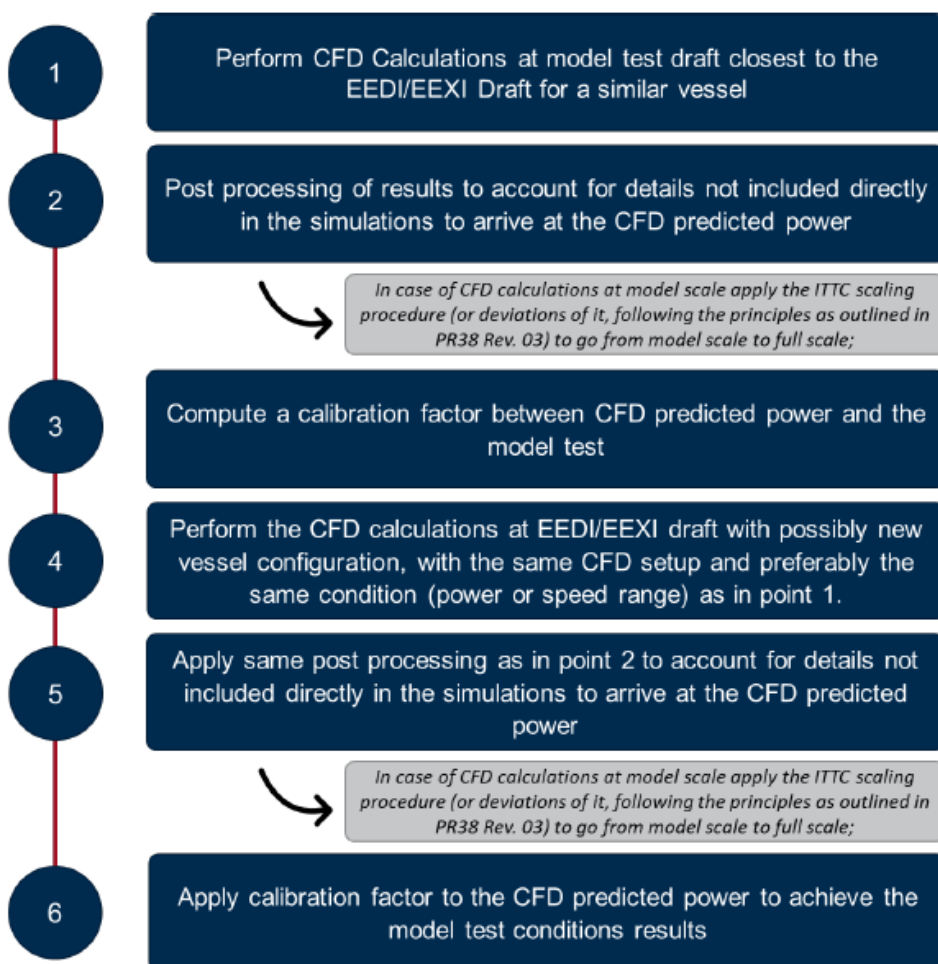 1
Perform CFD Calculations at model test draft closest to the
EEDI/EEXI Draft for a similar vessel
2
Post processing of results to account for details not included directly
in the simulations to arrive at the CFD predicted power
In case of CFD calculations at model scale apply the ITTC scaling
procedure (or deviations of it, following the principles as outlined in
PR38 Rev. 03) to go from model scale to full scale;
3
Compute a calibration factor between CFD predicted power and the
model test
4
Perform the CFD calculations at EEDI/EEXI draft with possibly new
vessel configuration, with the same CFD setup and preferably the
same condition (power or speed range) as in point 1.
5
Apply same post processing as in point 2 to account for details not
included directly in the simulations to arrive at the CFD predicted
power
In case of CFD calculations at model scale apply the ITTC scaling
procedure (or deviations of it, following the principles as outlined in
PR38 Rev. 03) to go from model scale to full scale;
6
Apply calibration factor to the CFD predicted power to achieve the
model test conditions results